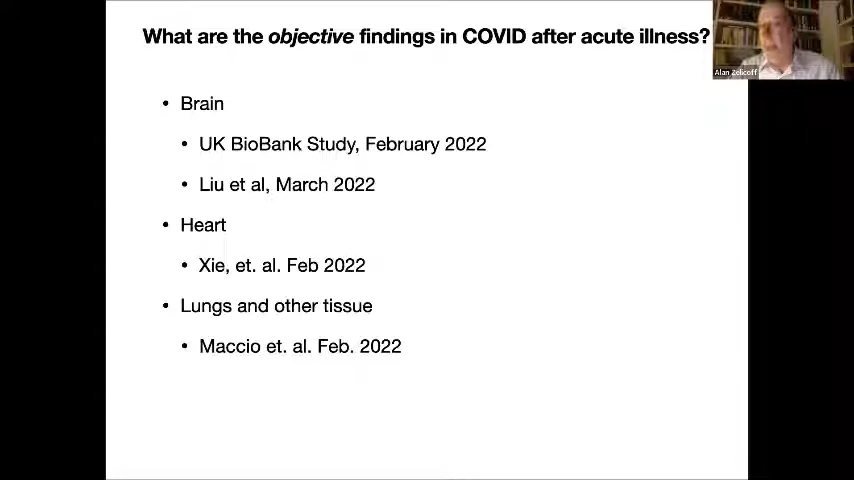 What are the objective findings in COVID after acute illness?
Alan Zelicoff
• Brain
• UK BioBank Study, February 2022
• Liu et al, March 2022
• Heart
• Xie, et. al. Feb 2022
• Lungs and other tissue
• Maccio et. al. Feb. 2022